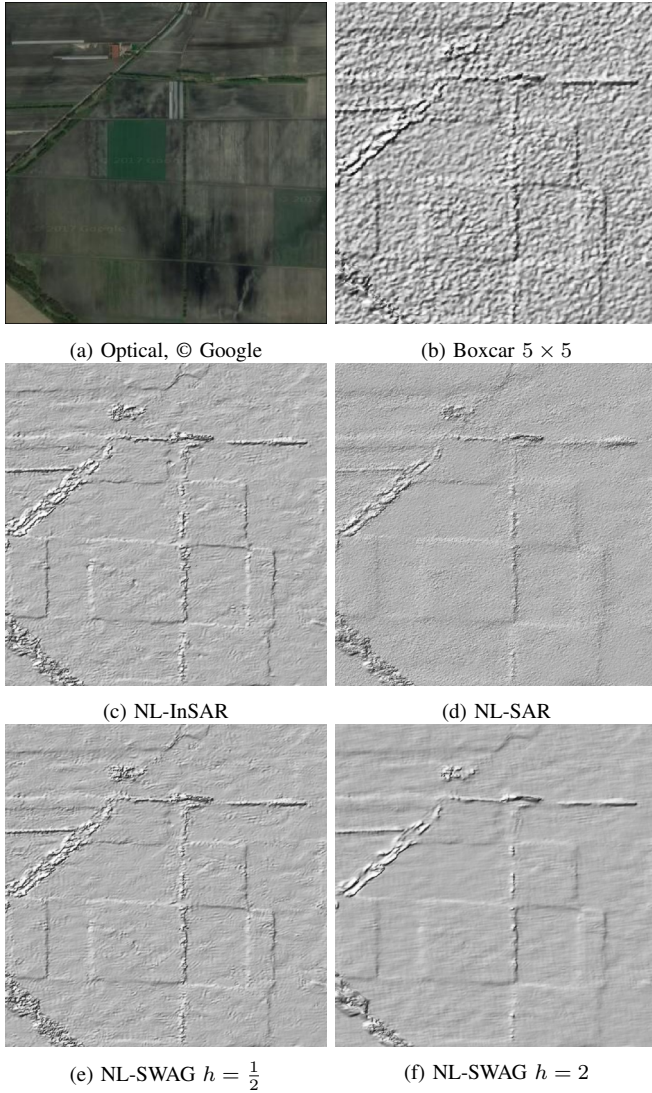 (a) Optical, © Google
(b) Boxcar 5 × 5
(c) NL-InSAR
(d) NL-SAR
(e) NL-SWAG h = 1/2
(f) NL-SWAG h = 2